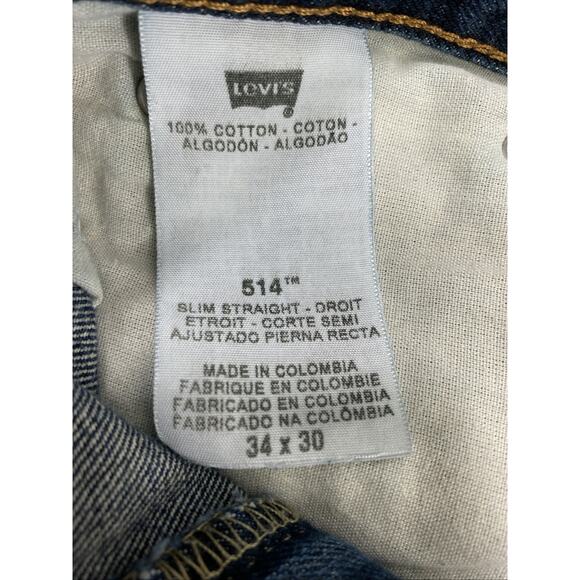 LEVI'S
®
100% COTTON - COTON -
ALGODÓN - ALGODÃO
514™
SLIM STRAIGHT - DROIT
ETROIT - CORTE SEMI
AJUSTADO PIERNA RECTA
MADE IN COLOMBIA
FABRIQUE EN COLOMBIE
FABRICADO EN COLOMBIA
FABRICADO NA COLÔMBIA
34 x 30